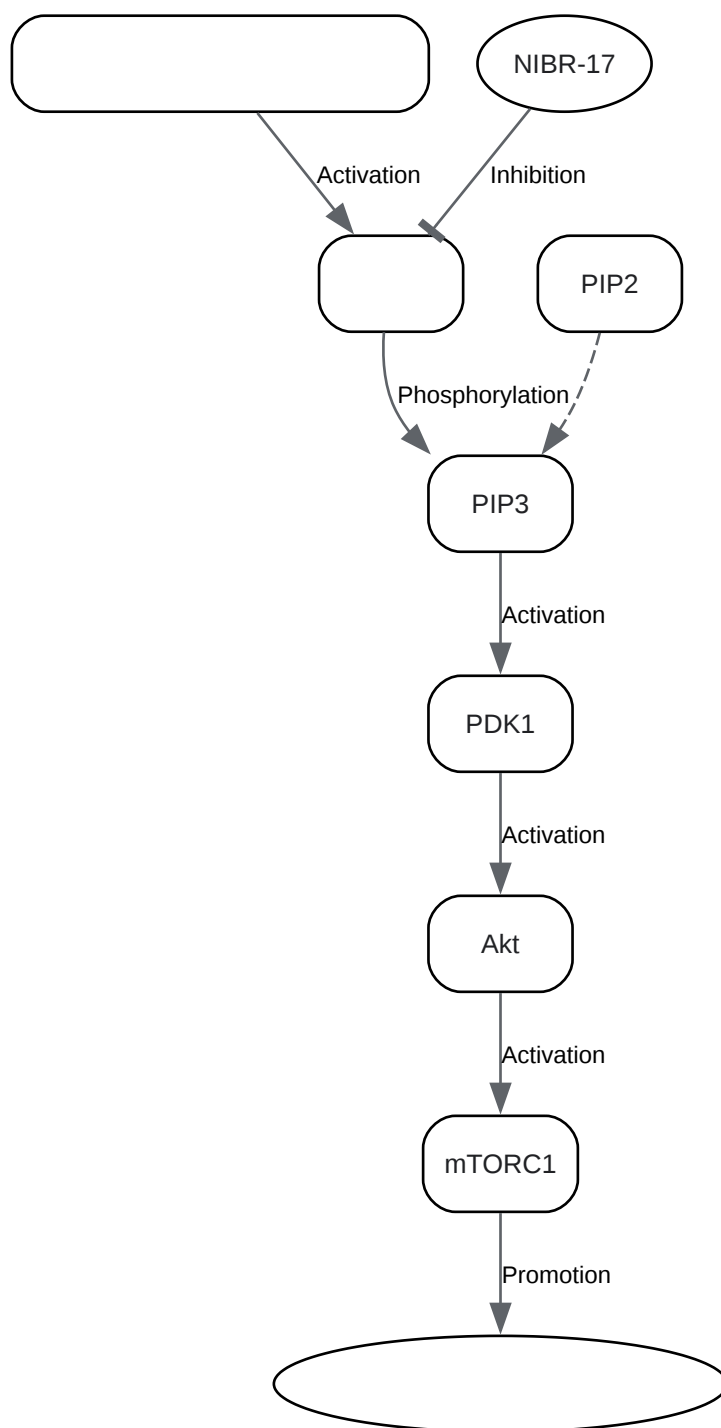 NIBR-17
Activation
Inhibition
PIP2
Phosphorylation
PIP3
Activation
PDK1
Activation
Akt
Activation
mTORC1
Promotion